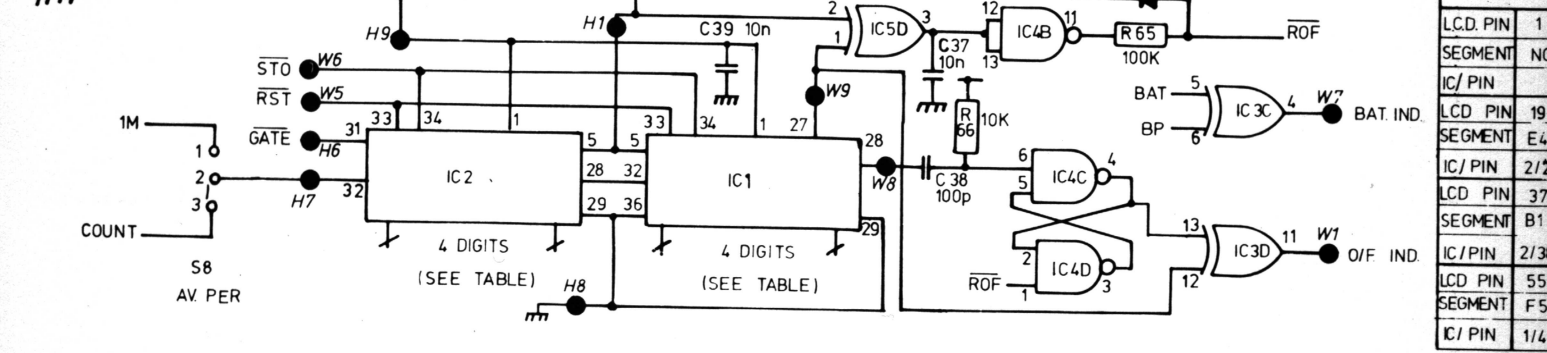 H9
H1
C39 10n
2
1
IC5D
3
12
13
IC4B
11
R65
100K
ROF
C37
10n
STO W6
RST W5
33
34
1
33
34
1
27
W9
R
66
10K
BAT
5
BP
6
IC3C
4
W7
BAT. IND.
1M
1
2
3
COUNT
S8
AV. PER
GATE
31
H6
32
H7
IC2
5
5
28
32
29
36
IC1
28
W8
29
C38
100p
6
5
IC4C
4
2
1
IC4D
3
ROF
13
12
IC3D
11
W1
O/F. IND.
4 DIGITS
(SEE TABLE)
4 DIGITS
(SEE TABLE)
H8
L.C.D. PIN 1
SEGMENT
IC/ PIN
LCD PIN 19
SEGMENT E4
IC/ PIN
LCD PIN 37
SEGMENT B1
IC/PIN
LCD PIN 55
SEGMENT F5
IC/ PIN